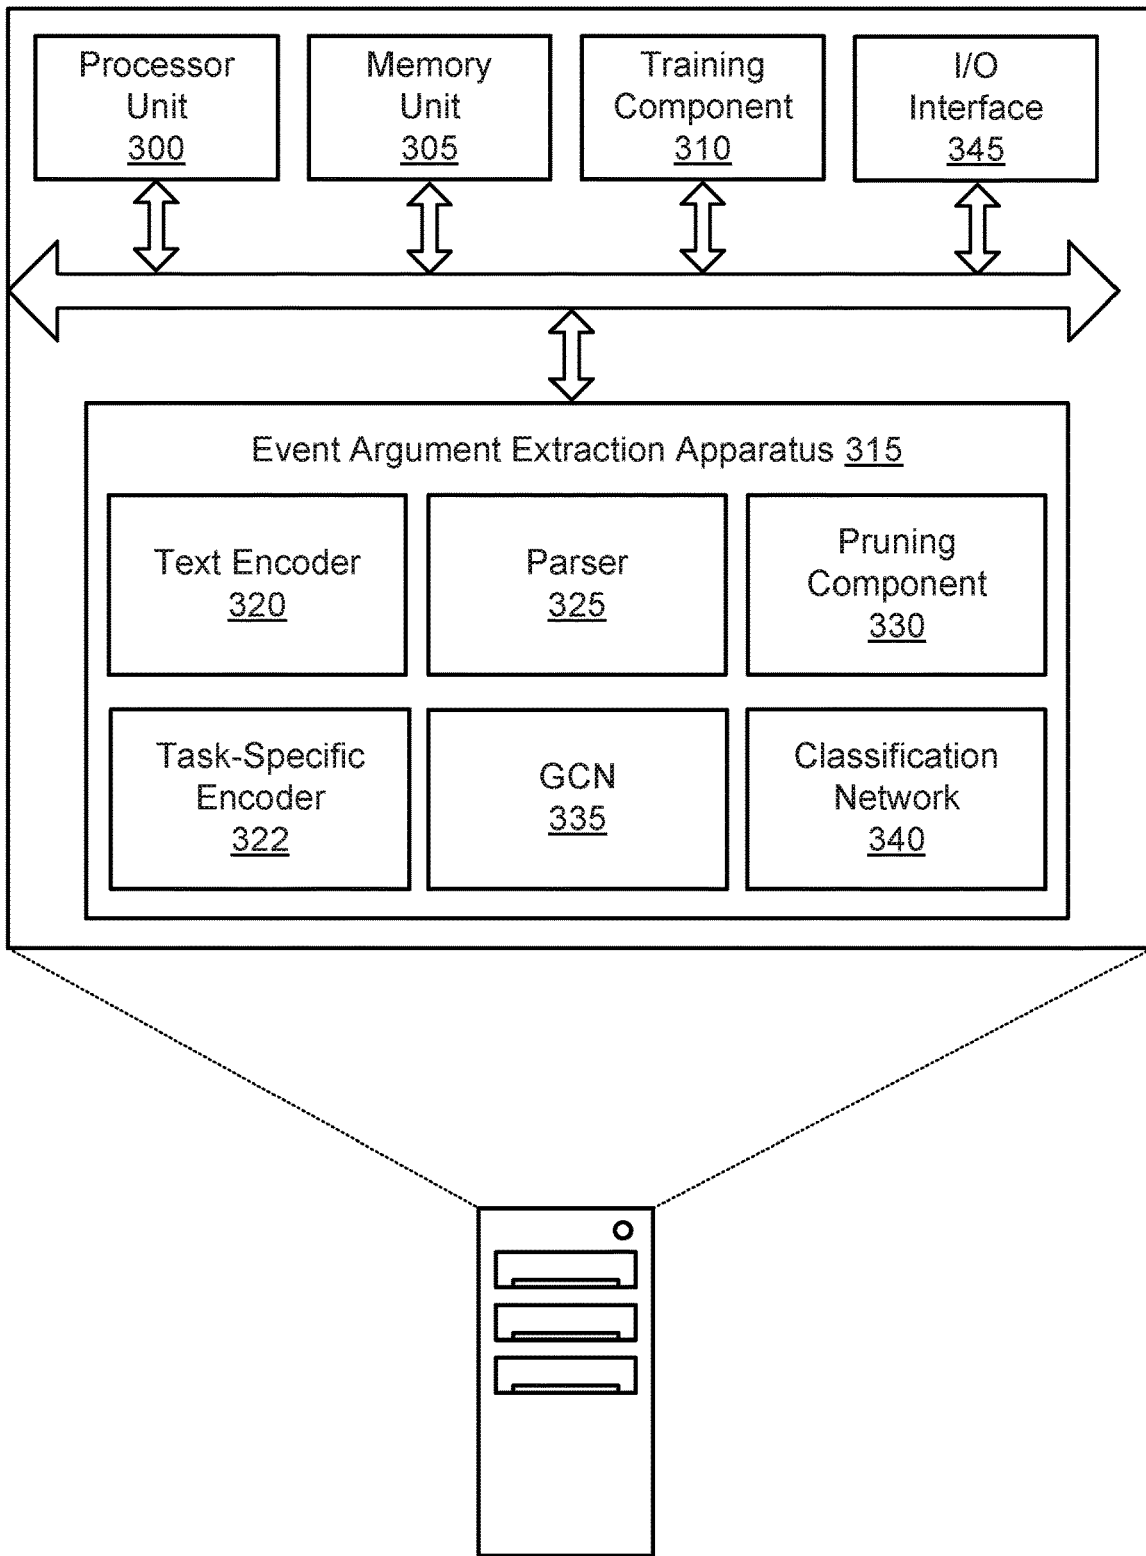 Processor
Unit
300
Memory
Unit
305
Training
Component
310
I/O
Interface
345
Event Argument Extraction Apparatus 315
Text Encoder
320
Parser
325
Pruning
Component
330
Task-Specific
Encoder
322
GCN
335
Classification
Network
340